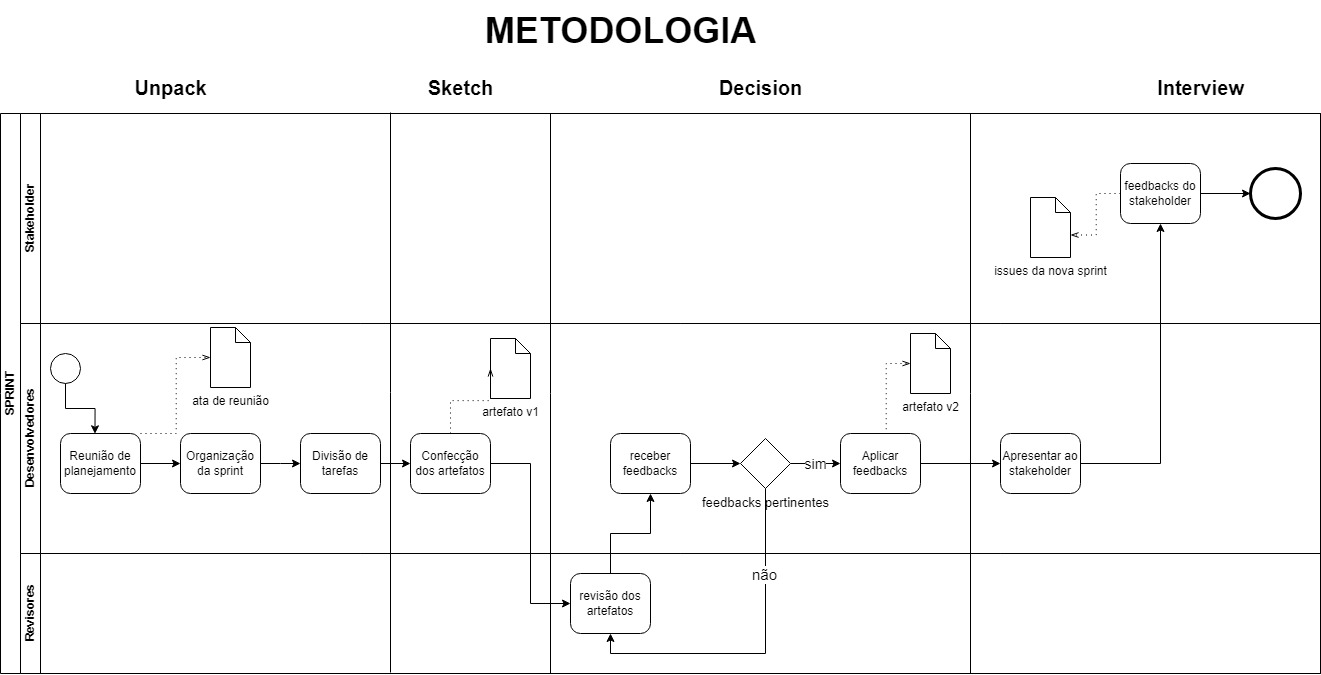 METODOLOGIA
Unpack
Sketch
Decision
Interview
SPRINT
Stakeholder
feedbacks do
stakeholder
issues da nova sprint
Desenvolvedores
ata de reunião
artefato v1
artefato v2
Reunião de
planejamento
Organização
da sprint
Divisão de
tarefas
Confecção
dos artefatos
receber
feedbacks
feedbacks pertinentes
sim
Aplicar
feedbacks
Apresentar ao
stakeholder
Revisores
não
revisão dos
artefatos